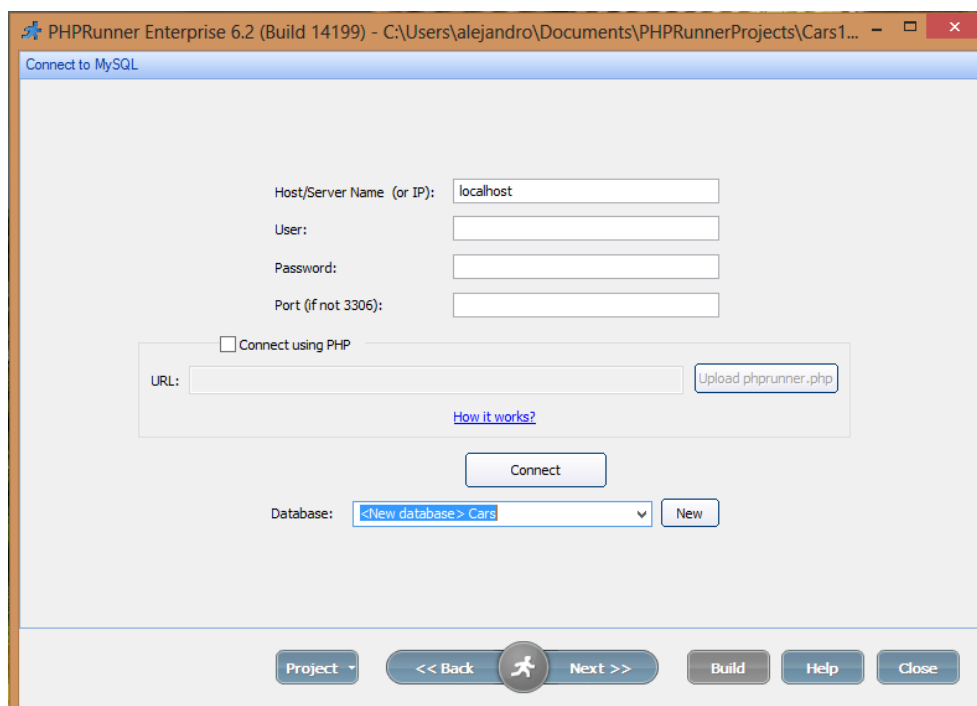 PHPRunner Enterprise 6.2 (Build 14199) - C:\Users\alejandro\Documents\PHPRunnerProjects\Cars1...
Connect to MySQL
Host/Server Name (or IP): localhost
User:
Password:
Port (if not 3306):
Connect using PHP
URL: Upload phprunner.php
How it works?
Connect
Database: <New database> Cars New
Project << Back Next >> Build Help Close